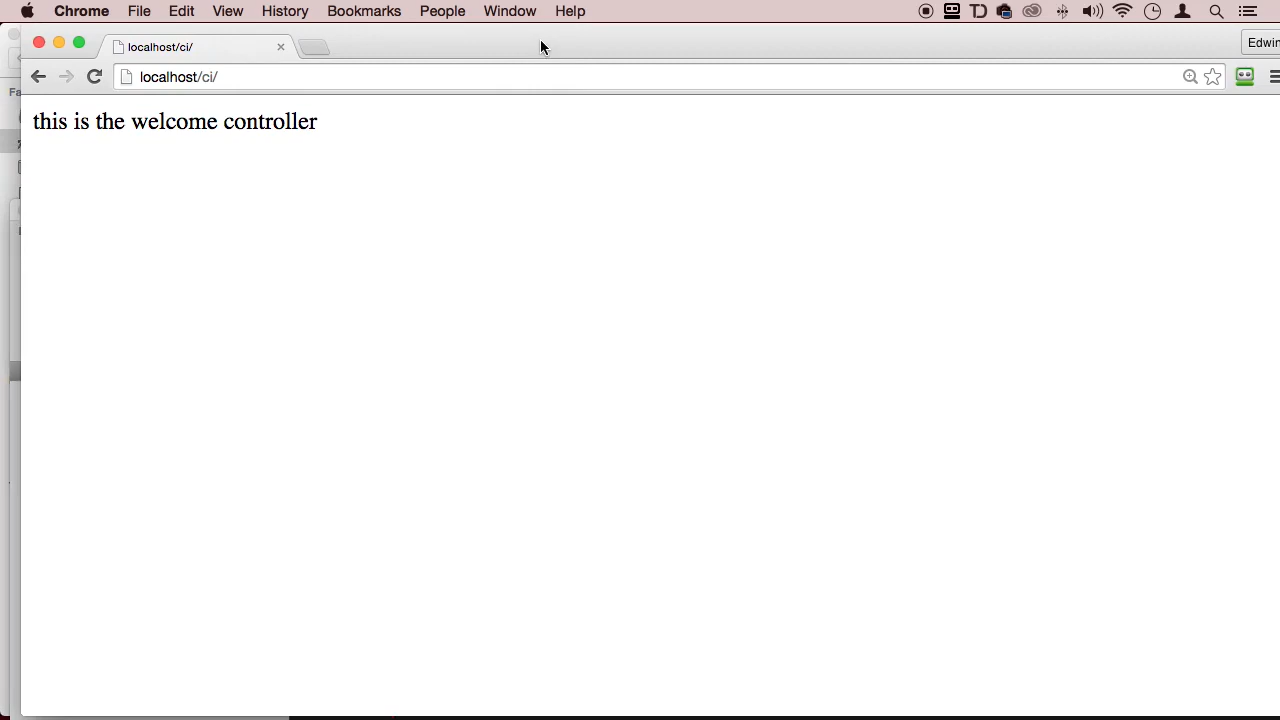 Chrome File Edit View History Bookmarks People Window Help
localhost/ci/
Edwin
localhost/ci/
Fa
this is the welcome controller